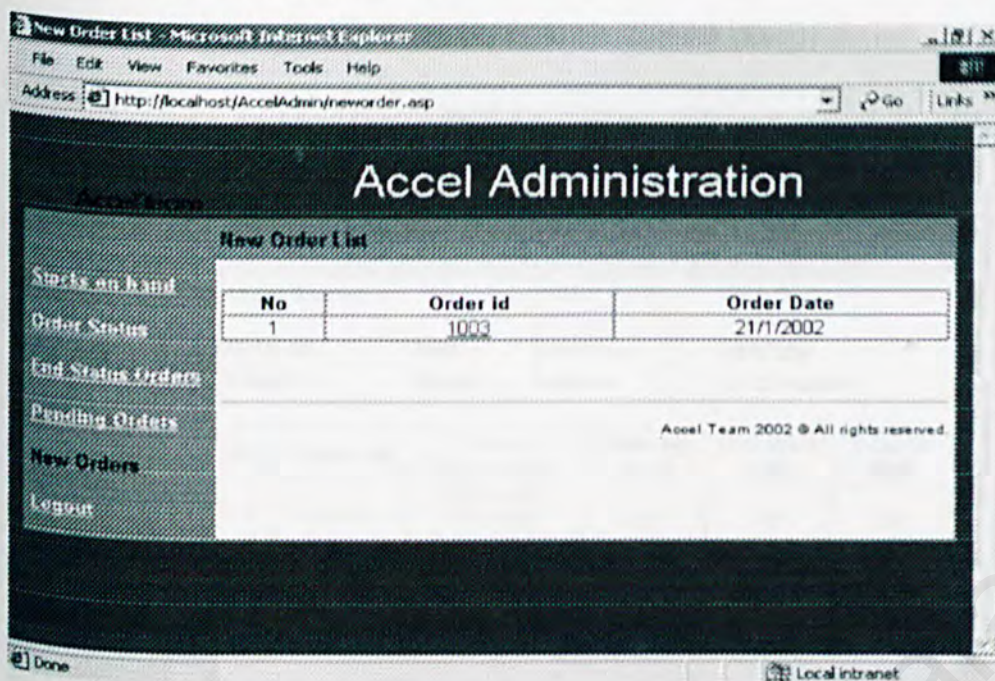 New Order List - Microsoft Internet Explorer
File Edit View Favorites Tools Help
Address http://localhost/AccelAdmin/neworder.asp Go Links »
Accel Administration
AccelTeam
New Order List
Stocks on hand
Order Status
End Status Orders
Pending Orders
New Orders
Logout
No Order id Order Date
1 1003 21/1/2002
Accel Team 2002 © All rights reserved.
Done Local intranet